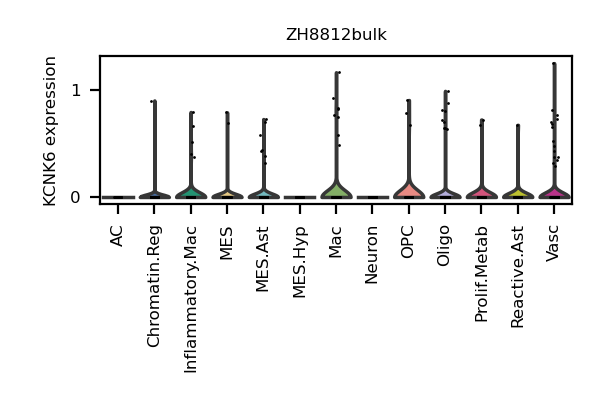 ZH8812bulk
KCNK6 expression
1
0
AC
Chromatin.Reg
Inflammatory.Mac
MES
MES.Ast
MES.Hyp
Mac
Neuron
OPC
Oligo
Prolif.Metab
Reactive.Ast
Vasc